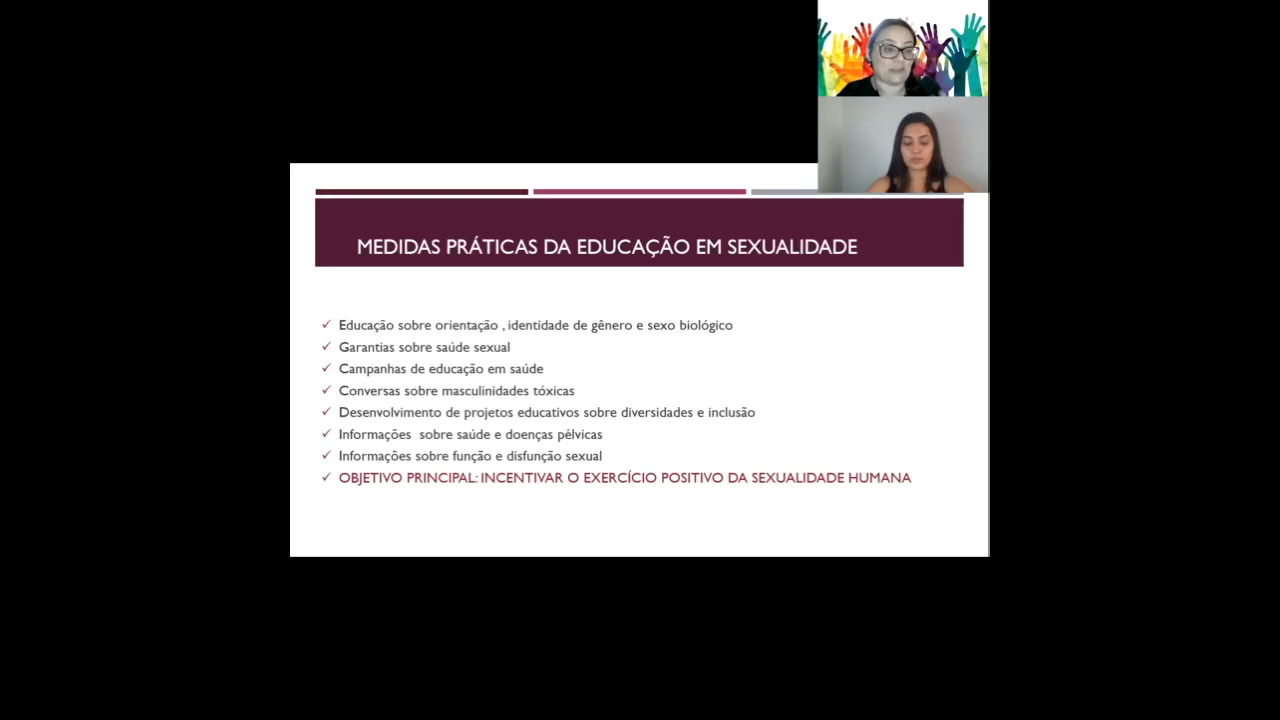 MEDIDAS PRÁTICAS DA EDUCAÇÃO EM SEXUALIDADE
✓ Educação sobre orientação , identidade de gênero e sexo biológico
✓ Garantias sobre saúde sexual
✓ Campanhas de educação em saúde
✓ Conversas sobre masculinidades tóxicas
✓ Desenvolvimento de projetos educativos sobre diversidades e inclusão
✓ Informações  sobre saúde e doenças pélvicas
✓ Informações sobre função e disfunção sexual
✓ OBJETIVO PRINCIPAL: INCENTIVAR O EXERCÍCIO POSITIVO DA SEXUALIDADE HUMANA